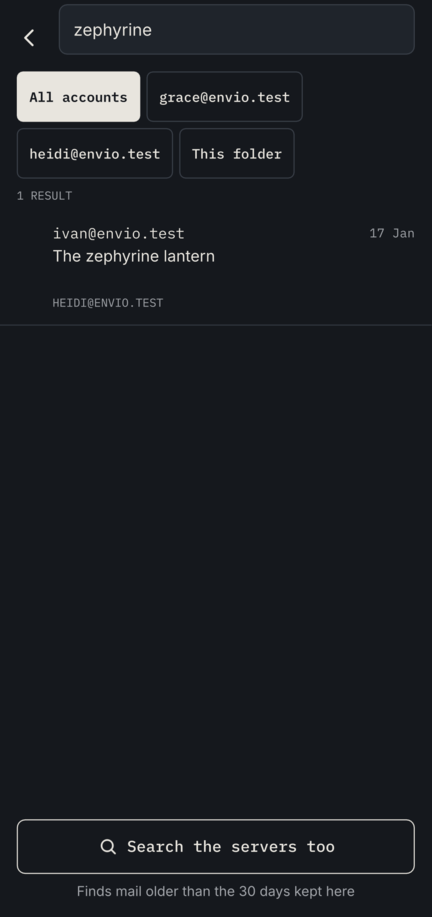 zephyrine
All accounts
grace@envio.test
heidi@envio.test
This folder
1 RESULT
ivan@envio.test
17 Jan
The zephyrine lantern
HEIDI@ENVIO.TEST
Search the servers too
Finds mail older than the 30 days kept here